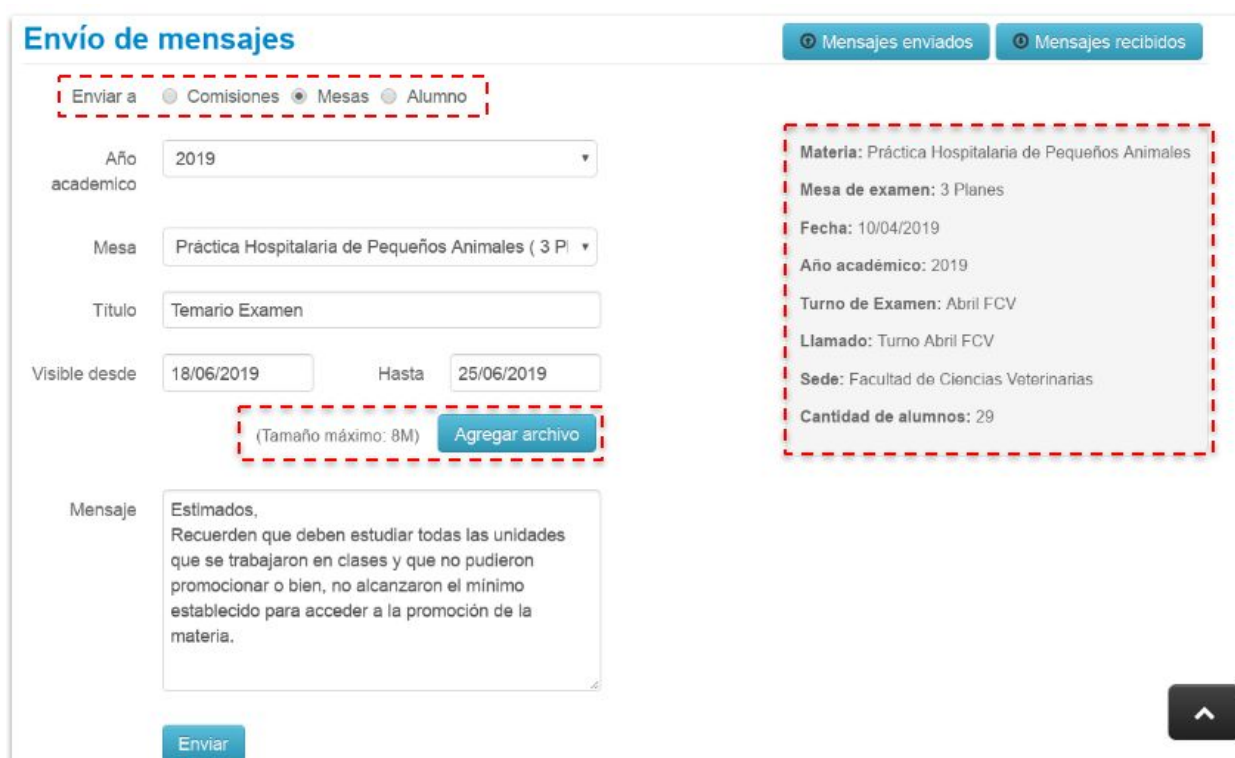 Envío de mensajes
Mensajes enviados
Mensajes recibidos
Enviar a Comisiones Mesas Alumno
Año academico 2019
Mesa Práctica Hospitalaria de Pequeños Animales ( 3 Pl
Título Temario Examen
Visible desde 18/06/2019 Hasta 25/06/2019
(Tamaño máximo: 8M) Agregar archivo
Mensaje
Estimados,
Recuerden que deben estudiar todas las unidades
que se trabajaron en clases y que no pudieron
promocionar o bien, no alcanzaron el mínimo
establecido para acceder a la promoción de la
materia.
Enviar
Materia: Práctica Hospitalaria de Pequeños Animales
Mesa de examen: 3 Planes
Fecha: 10/04/2019
Año académico: 2019
Turno de Examen: Abril FCV
Llamado: Turno Abril FCV
Sede: Facultad de Ciencias Veterinarias
Cantidad de alumnos: 29